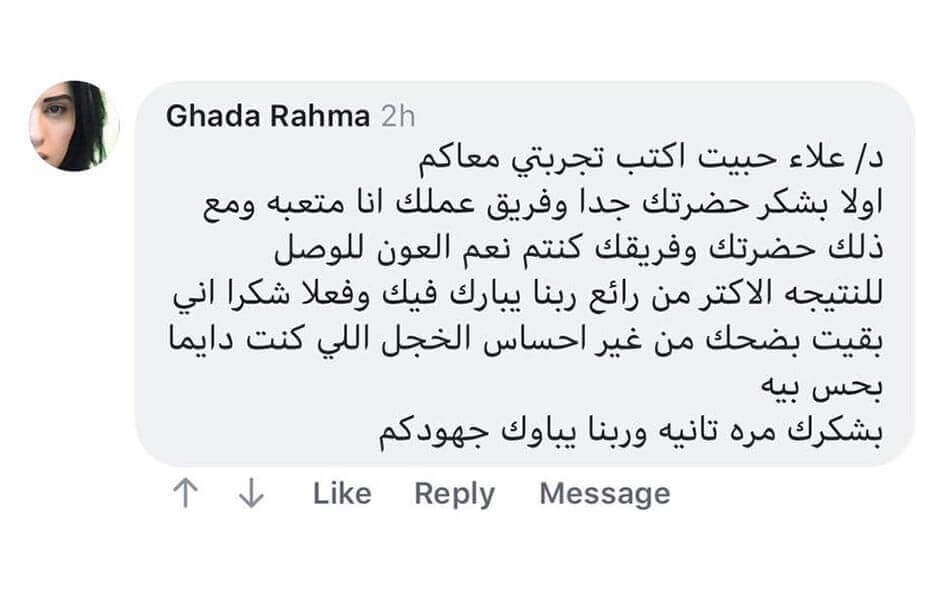 Ghada Rahma 2h
د/ علاء حبيت اكتب تجربتي معاكم
اولا بشكر حضرتك جدا وفريق عملك انا متعبه ومع
ذلك حضرتك وفريقك كنتم نعم العون للوصل
للنتيجه الاكتر من رائع ربنا يبارك فيك وفعلا شكرا اني
بقيت بضحك من غير احساس الخجل اللي كنت دايما
بحس بيه
بشكرك مره تانيه وربنا يباوك جهودكم
Like Reply Message